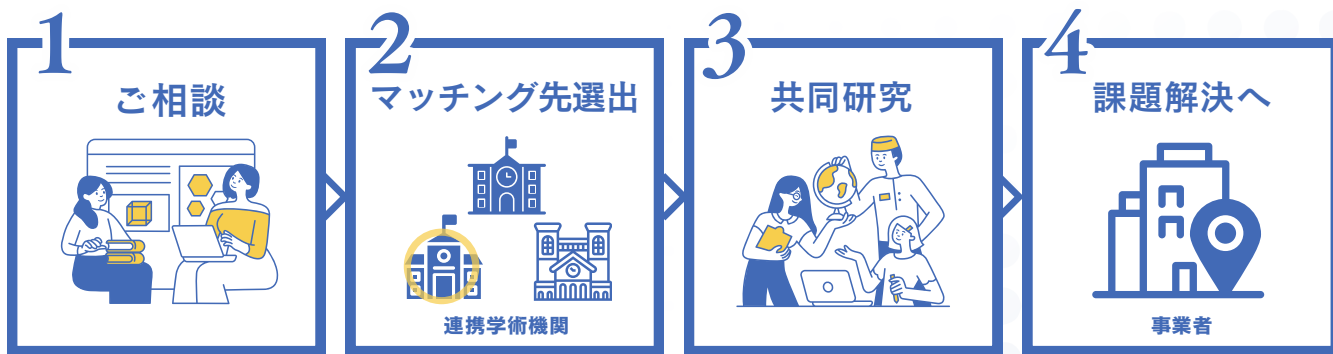 1
ご相談
2
マッチング先選出
連携学術機関
3
共同研究
4
課題解決へ
事業者